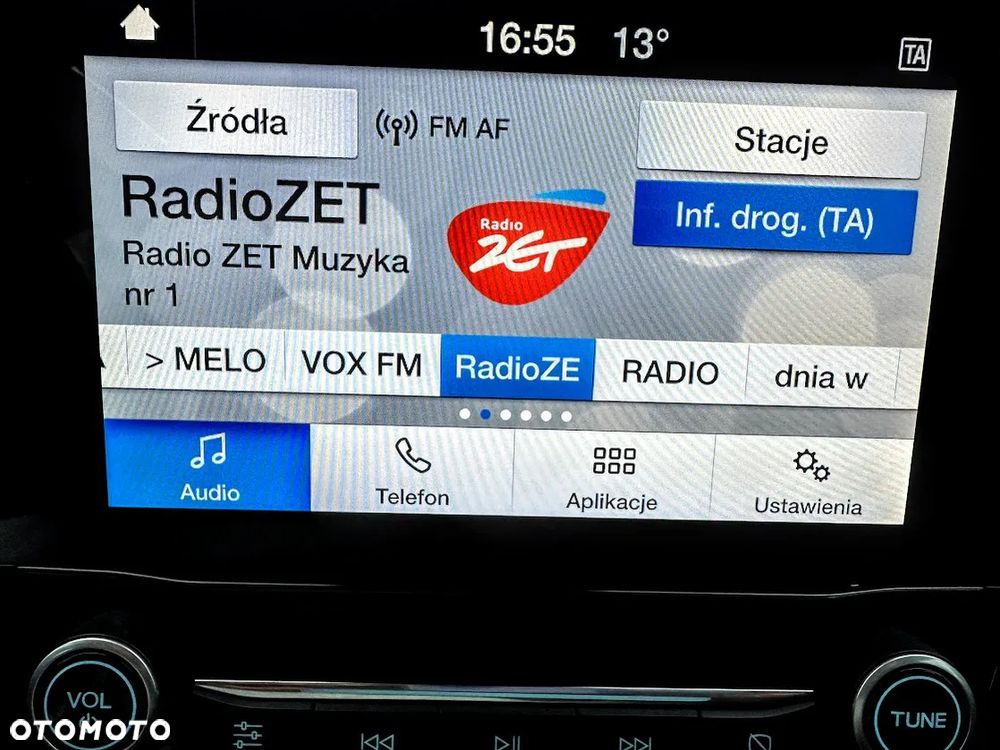 16:55 13°
TA
Źródła
FM AF
Stacje
RadioZET
Radio ZET Muzyka
nr 1
Radio
ZET
Inf. drog. (TA)
> MELO
VOX FM
RadioZE
RADIO
dnia w
Audio
Telefon
Aplikacje
Ustawienia
VOL
TUNE
OTOMOTO